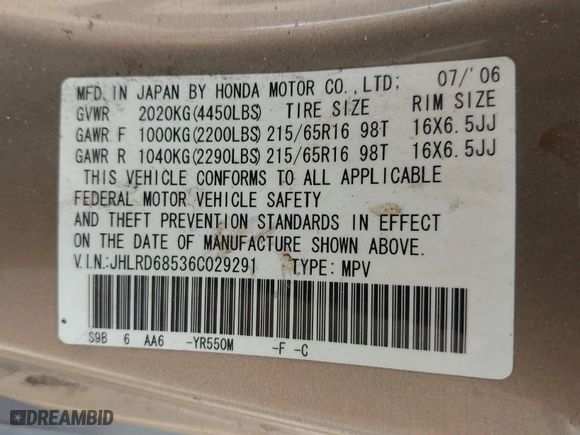 MFD. IN JAPAN BY HONDA MOTOR CO., LTD; 07/'06
GVWR 2020KG(4450LBS) TIRE SIZE RIM SIZE
GAWR F 1000KG(2200LBS) 215/65R16 98T 16X6.5JJ
GAWR R 1040KG(2290LBS) 215/65R16 98T 16X6.5JJ
THIS VEHICLE CONFORMS TO ALL APPLICABLE
FEDERAL MOTOR VEHICLE SAFETY
AND THEFT PREVENTION STANDARDS IN EFFECT
ON THE DATE OF MANUFACTURE SHOWN ABOVE.
V.I.N.:JHLRD68536C029291 TYPE: MPV
S9B 6 AA6 -YR550M -F -C
DREAMBID